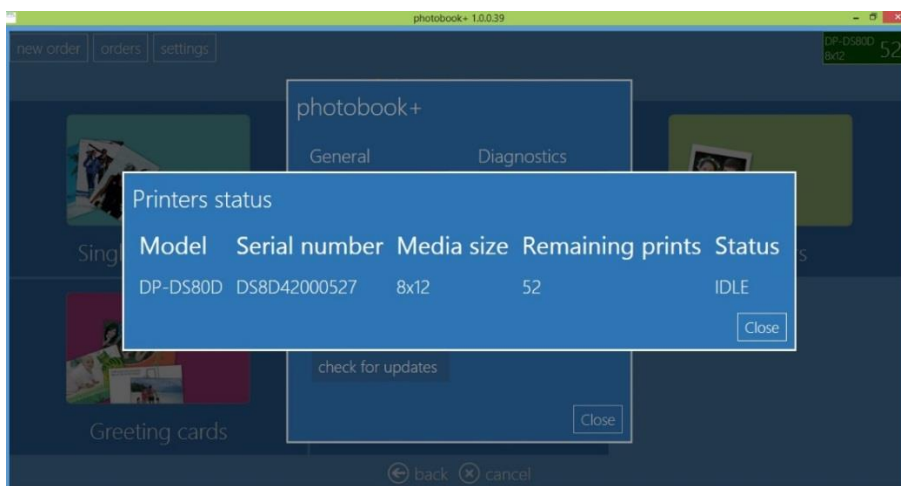 photobook+ 1.0.0.39
new order orders settings
DP-DS80D
8x12
52
photobook+
General Diagnostics
Printers status
Model Serial number Media size Remaining prints Status
DP-DS80D DS8D42000527 8x12 52 IDLE
Close
check for updates
Close
Greeting cards
back cancel